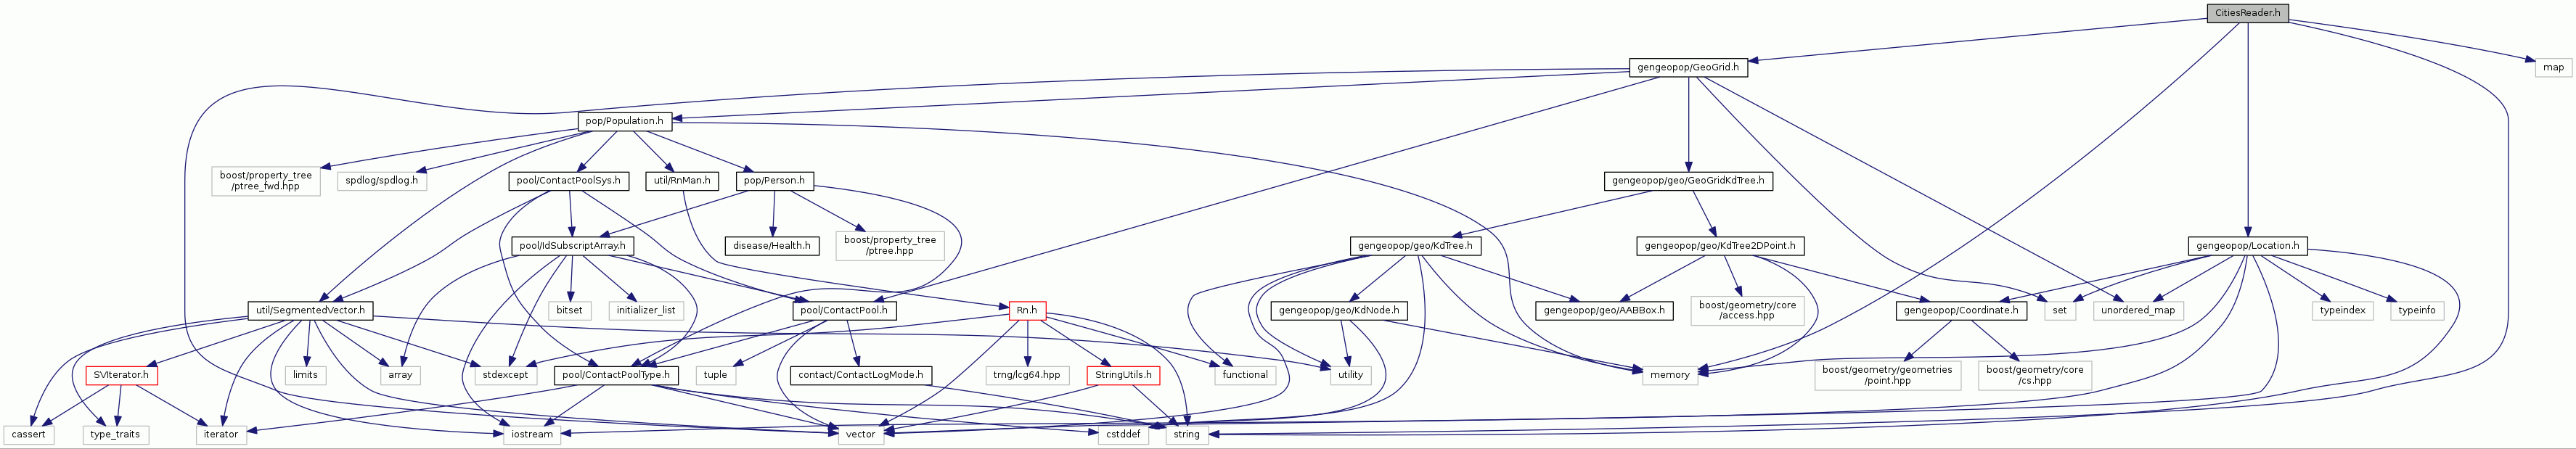 CitiesReader.h
gengeopop/GeoGrid.h
map
pop/Population.h
boost/property_tree
/ptree_fwd.hpp
spdlog/spdlog.h
pool/ContactPoolSys.h
util/RnMan.h
pop/Person.h
gengeopop/geo/GeoGridKdTree.h
pool/IdSubscriptArray.h
disease/Health.h
boost/property_tree
/ptree.hpp
gengeopop/geo/KdTree.h
gengeopop/geo/KdTree2DPoint.h
gengeopop/Location.h
util/SegmentedVector.h
bitset
initializer_list
pool/ContactPool.h
Rn.h
gengeopop/geo/KdNode.h
gengeopop/geo/AABBox.h
boost/geometry/core
/access.hpp
gengeopop/Coordinate.h
set
unordered_map
typeindex
typeinfo
SVIterator.h
limits
array
stdexcept
pool/ContactPoolType.h
tuple
contact/ContactLogMode.h
trng/lcg64.hpp
StringUtils.h
functional
utility
memory
boost/geometry/geometries
/point.hpp
boost/geometry/core
/cs.hpp
cassert
type_traits
iterator
iostream
vector
cstddef
string